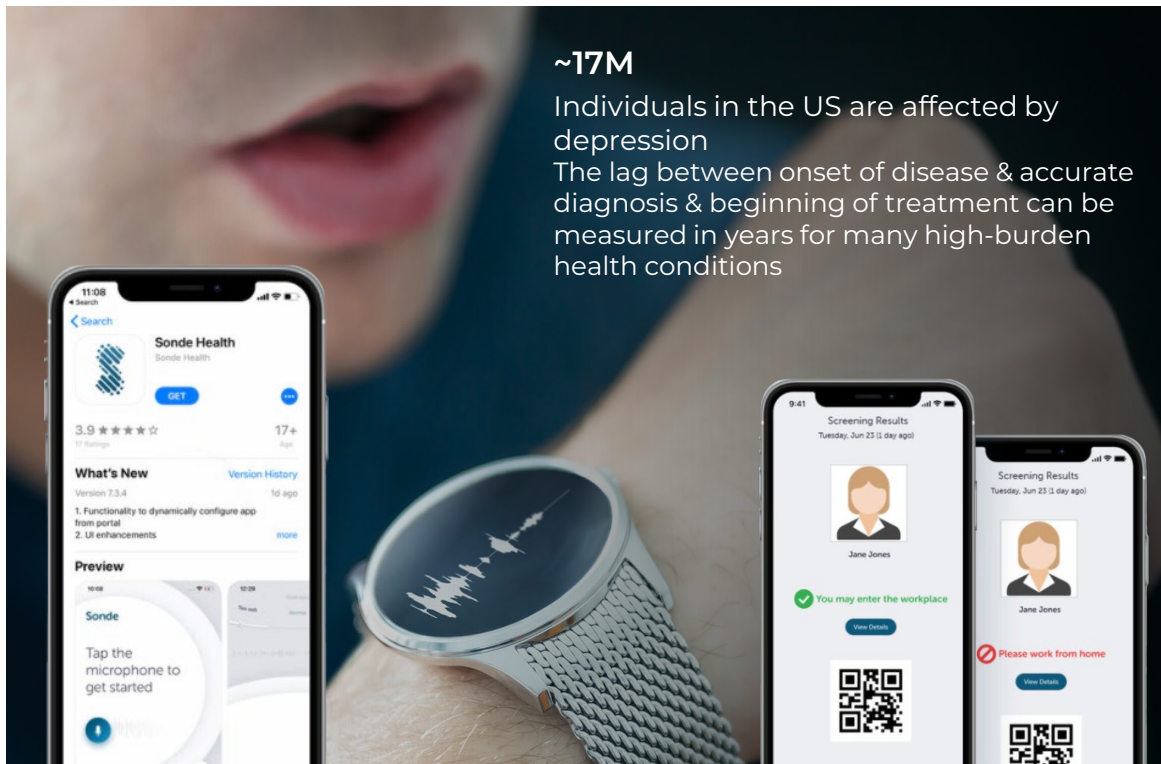 ~17M
Individuals in the US are affected by
depression
The lag between onset of disease & accurate
diagnosis & beginning of treatment can be
measured in years for many high-burden
health conditions
11:08
Search
Search
Sonde Health
Sonde Health
GET
3.9
17+
17 Ratings
Age
What's New
Version History
Version 7.3.4
1d ago
1. Functionality to dynamically configure app
from portal
2. UI enhancements
more
Preview
12:39
Sonde
Tap the
microphone to
get started
9:41
Screening Results
Tuesday, Jun 23 (1 day ago)
Jane Jones
You may enter the workplace
View Details
Screening Results
Tuesday, Jun 23 (1 day ago)
Jane Jones
Please work from home
View Details